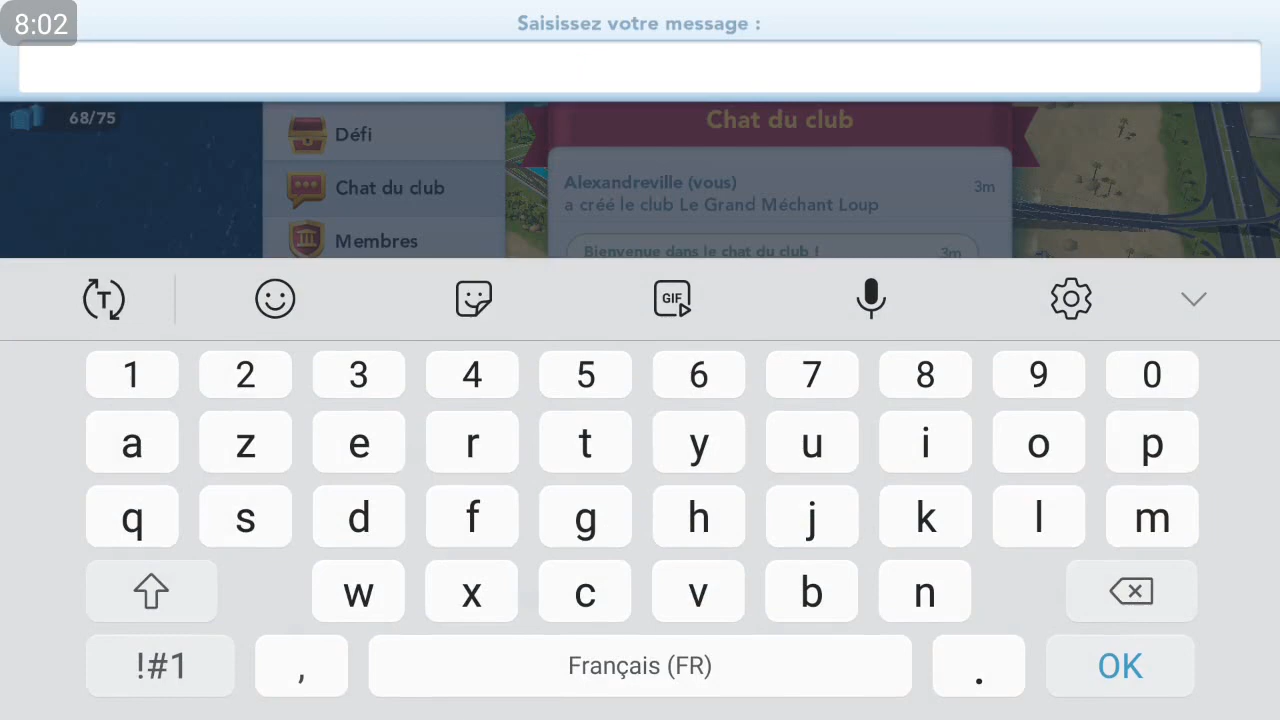 8:02
Saisissez votre message :
68/75
Défi
Chat du club
Membres
Chat du club
Alexandreville (vous)
3m
a créé le club Le Grand Méchant Loup
Bienvenue dans le chat du club !
3m
T
GIF
1 2 3 4 5 6 7 8 9 0
a z e r t y u i o p
q s d f g h j k l m
w x c v b n
!#1 , Français (FR) . OK